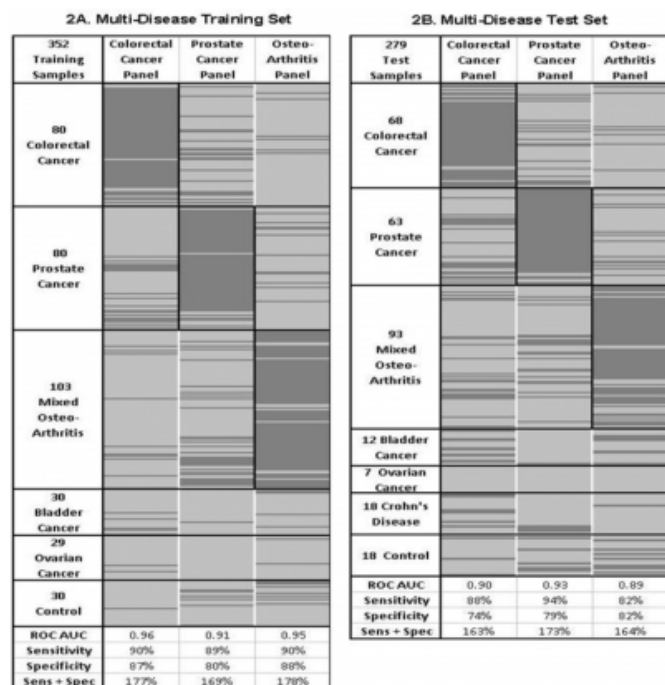 2A. Multi-Disease Training Set
352 Training Samples
Colorectal Cancer Panel
Prostate Cancer Panel
Osteo-Arthritis Panel
80 Colorectal Cancer
80 Prostate Cancer
103 Mixed Osteo-Arthritis
30 Bladder Cancer
29 Ovarian Cancer
30 Control
ROC AUC 0.96 0.91 0.95
Sensitivity 90% 89% 90%
Specificity 87% 80% 88%
Sens + Spec 177% 169% 178%
2B. Multi-Disease Test Set
279 Test Samples
Colorectal Cancer Panel
Prostate Cancer Panel
Osteo-Arthritis Panel
68 Colorectal Cancer
63 Prostate Cancer
93 Mixed Osteo-Arthritis
12 Bladder Cancer
7 Ovarian Cancer
18 Crohn's Disease
18 Control
ROC AUC 0.90 0.93 0.89
Sensitivity 88% 94% 82%
Specificity 74% 79% 82%
Sens + Spec 163% 173% 164%